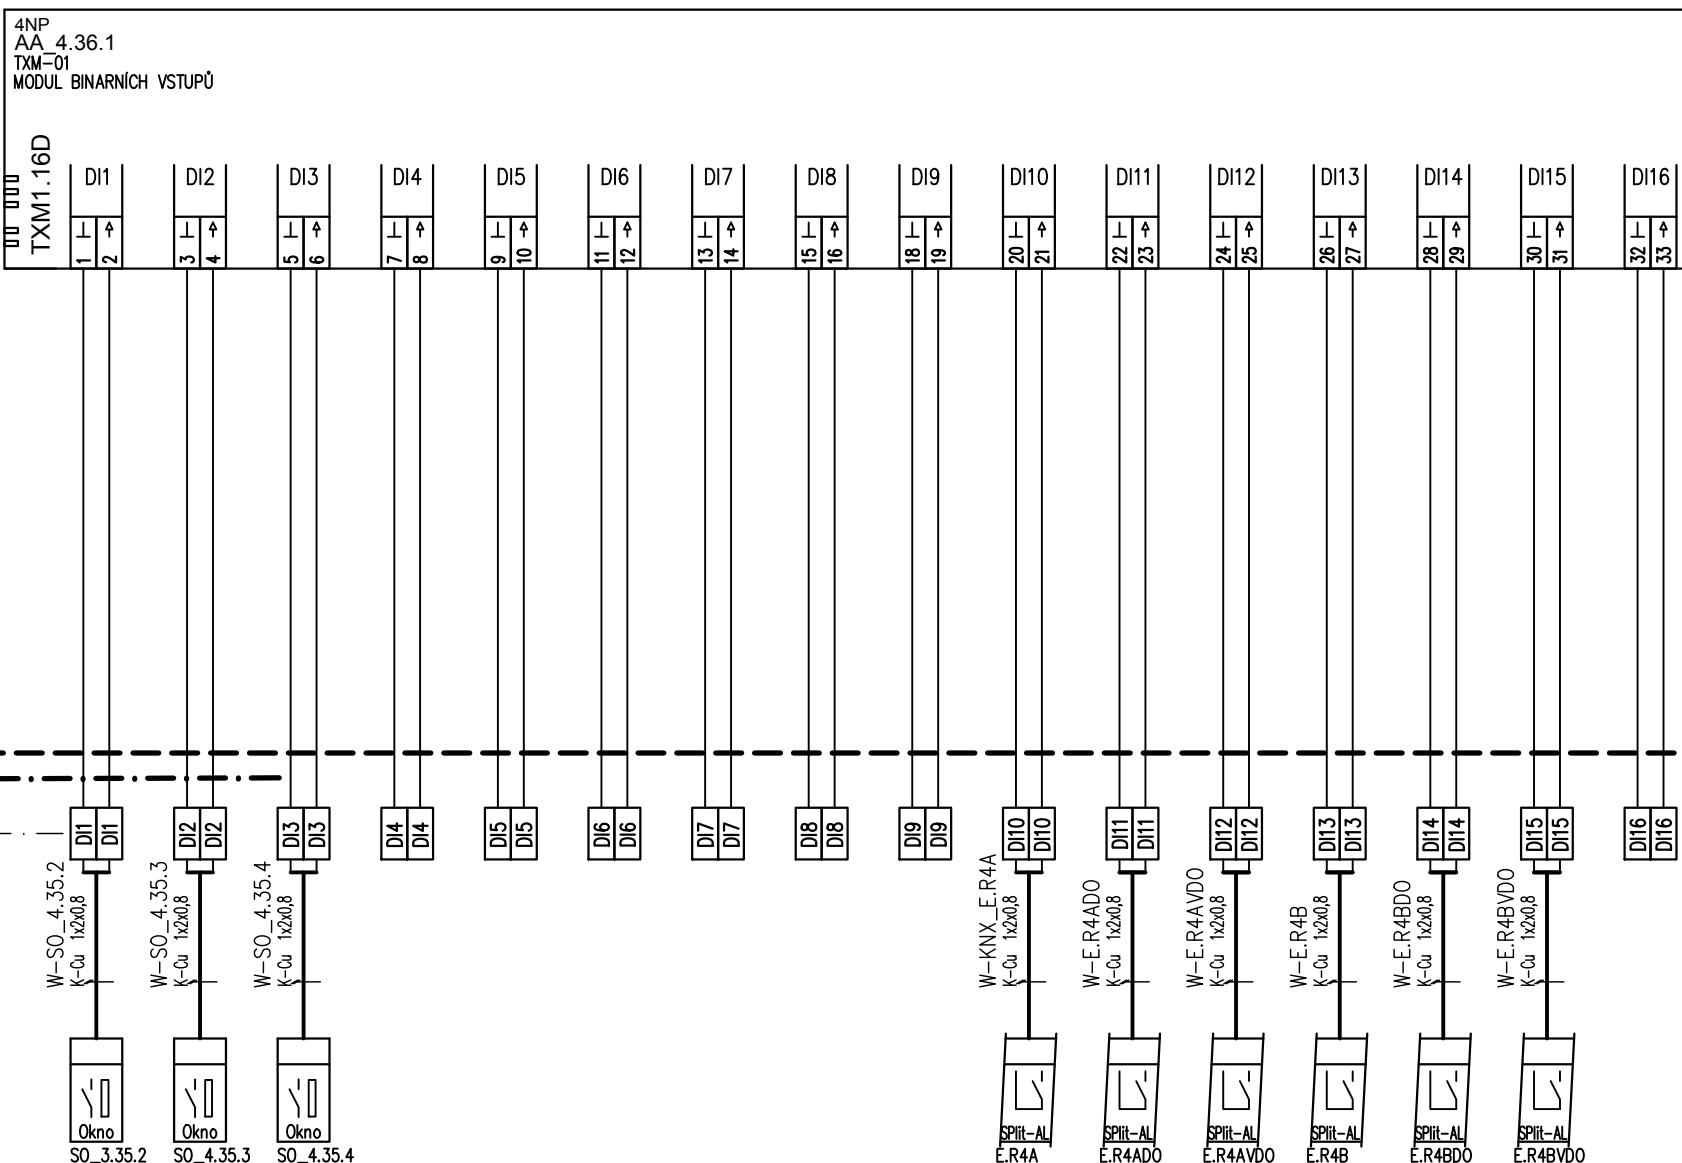 4NP
AA_4.36.1
TXM-01
MODUL BINARNÍCH VSTUPŮ
TXM1.16D
DI1 DI2 DI3 DI4 DI5 DI6 DI7 DI8 DI9 DI10 DI11 DI12 DI13 DI14 DI15 DI16
1 2 3 4 5 6 7 8 9 10 11 12 13 14 15 16 18 19 20 21 22 23 24 25 26 27 28 29 30 31 32 33
DI1 DI1 DI2 DI2 DI3 DI3 DI4 DI4 DI5 DI5 DI6 DI6 DI7 DI7 DI8 DI8 DI9 DI9 DI10 DI10 DI11 DI11 DI12 DI12 DI13 DI13 DI14 DI14 DI15 DI15 DI16 DI16
W-SO_4.35.2
K-Cu 1x2x0,8
W-SO_4.35.3
K-Cu 1x2x0,8
W-SO_4.35.4
K-Cu 1x2x0,8
W-KNX_E.R4A
K-Cu 1x2x0,8
W-E.R4ADO
K-Cu 1x2x0,8
W-E.R4AVDO
K-Cu 1x2x0,8
W-E.R4B
K-Cu 1x2x0,8
W-E.R4BDO
K-Cu 1x2x0,8
W-E.R4BVDO
K-Cu 1x2x0,8
Okno Okno Okno SPlit-AL SPlit-AL SPlit-AL SPlit-AL SPlit-AL SPlit-AL
SO_3.35.2 SO_4.35.3 SO_4.35.4 E.R4A E.R4ADO E.R4AVDO E.R4B E.R4BDO E.R4BVDO